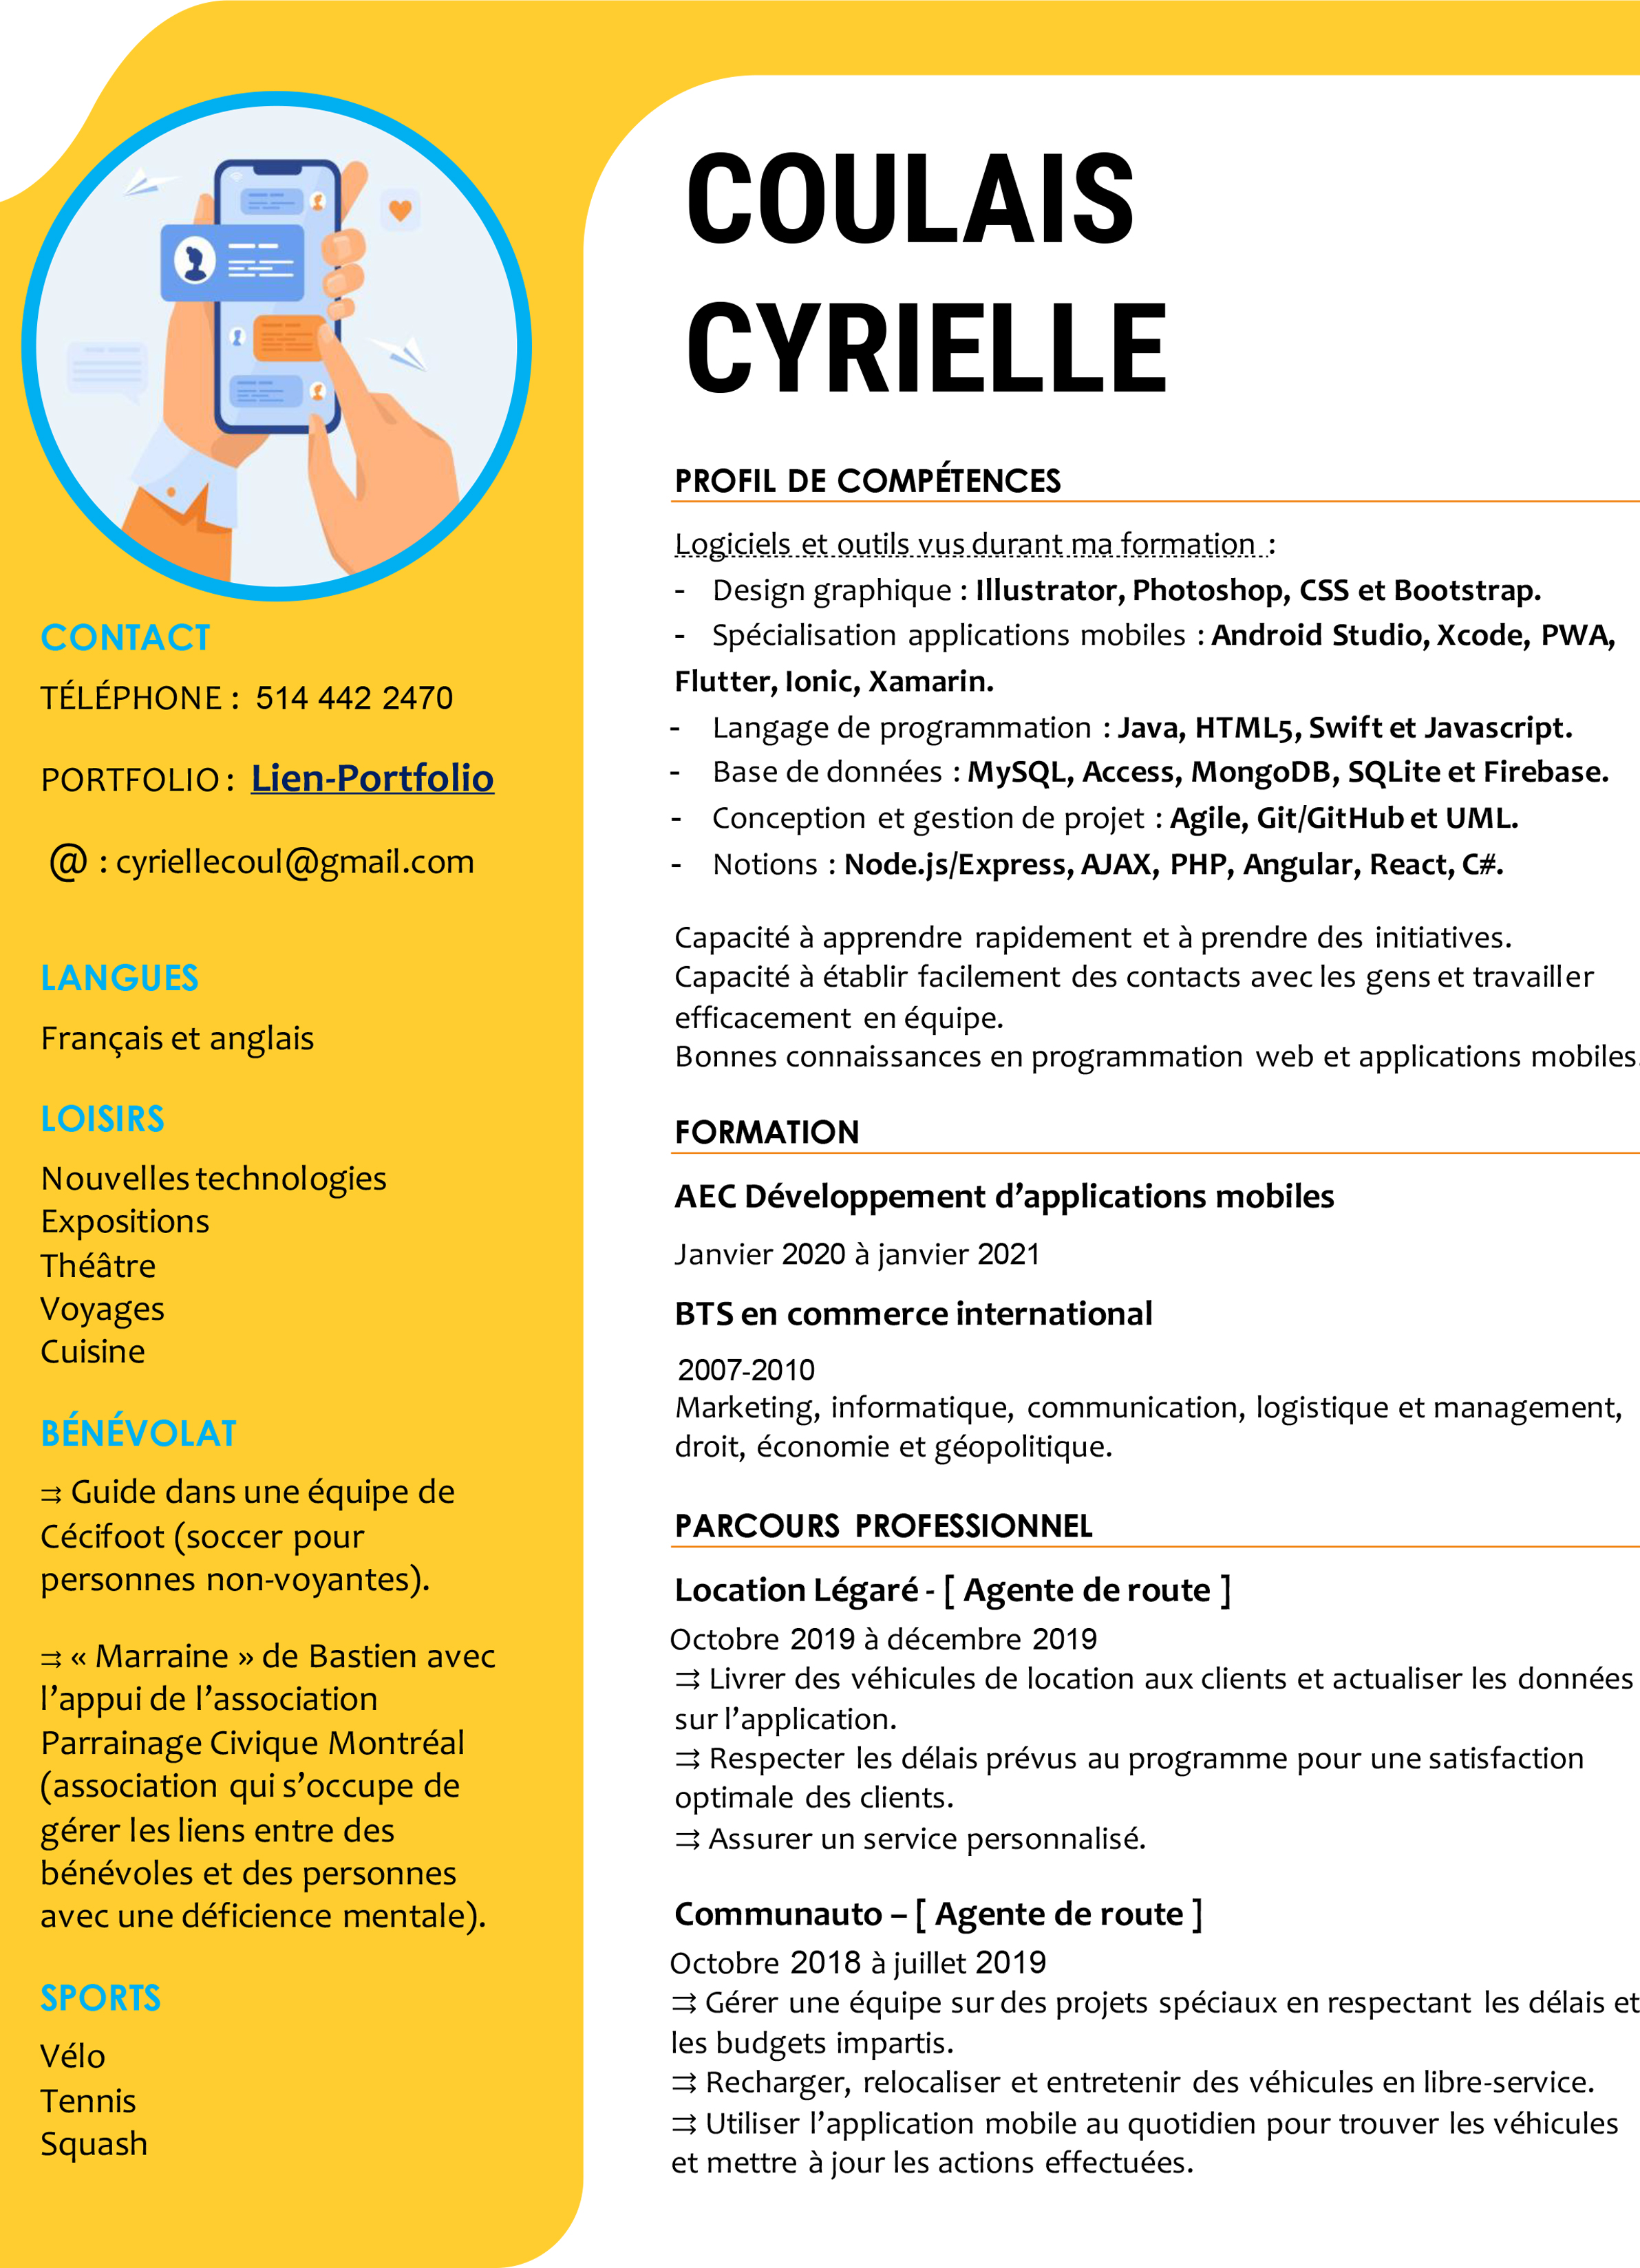 COULAIS
CYRIELLE
CONTACT
TÉLÉPHONE : 514 442 2470
PORTFOLIO : Lien-Portfolio
@ : cyriellecoul@gmail.com
LANGUES
Français et anglais
LOISIRS
Nouvelles technologies
Expositions
Théâtre
Voyages
Cuisine
BÉNÉVOLAT
⇉ Guide dans une équipe de
Cécifoot (soccer pour
personnes non-voyantes).
⇉ « Marraine » de Bastien avec
l’appui de l’association
Parrainage Civique Montréal
(association qui s’occupe de
gérer les liens entre des
bénévoles et des personnes
avec une déficience mentale).
SPORTS
Vélo
Tennis
Squash
PROFIL DE COMPÉTENCES
Logiciels et outils vus durant ma formation :
- Design graphique : Illustrator, Photoshop, CSS et Bootstrap.
- Spécialisation applications mobiles : Android Studio, Xcode, PWA,
Flutter, Ionic, Xamarin.
- Langage de programmation : Java, HTML5, Swift et Javascript.
- Base de données : MySQL, Access, MongoDB, SQLite et Firebase.
- Conception et gestion de projet : Agile, Git/GitHub et UML.
- Notions : Node.js/Express, AJAX, PHP, Angular, React, C#.
Capacité à apprendre rapidement et à prendre des initiatives.
Capacité à établir facilement des contacts avec les gens et travailler
efficacement en équipe.
Bonnes connaissances en programmation web et applications mobiles.
FORMATION
AEC Développement d’applications mobiles
Janvier 2020 à janvier 2021
BTS en commerce international
2007-2010
Marketing, informatique, communication, logistique et management,
droit, économie et géopolitique.
PARCOURS PROFESSIONNEL
Location Légaré - [ Agente de route ]
Octobre 2019 à décembre 2019
⇉ Livrer des véhicules de location aux clients et actualiser les données
sur l’application.
⇉ Respecter les délais prévus au programme pour une satisfaction
optimale des clients.
⇉ Assurer un service personnalisé.
Communauto – [ Agente de route ]
Octobre 2018 à juillet 2019
⇉ Gérer une équipe sur des projets spéciaux en respectant les délais et
les budgets impartis.
⇉ Recharger, relocaliser et entretenir des véhicules en libre-service.
⇉ Utiliser l’application mobile au quotidien pour trouver les véhicules
et mettre à jour les actions effectuées.